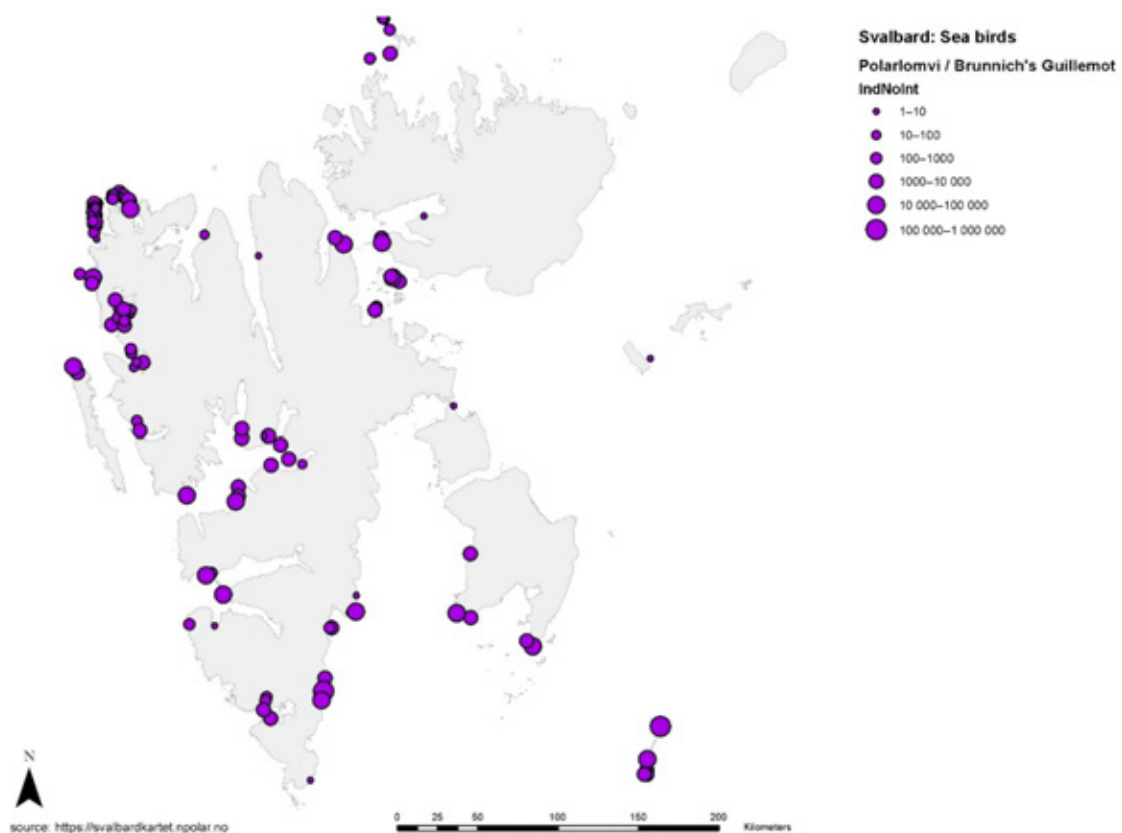 Svalbard: Sea birds
Polarlomvi / Brunnich's Guillemot
IndNoInt
1–10
10–100
100–1000
1000–10 000
10 000–100 000
100 000–1 000 000
N
source: https://svalbardkartet.npolar.no
0 25 50 100 150 200
Kilometers